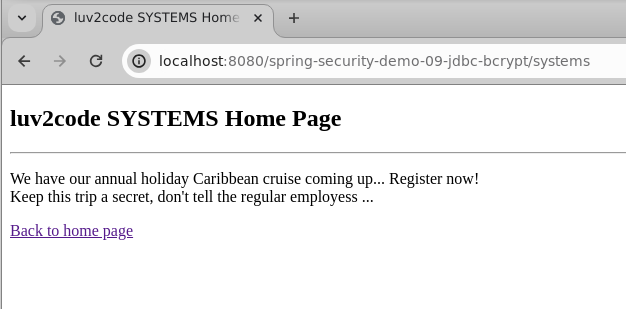 luv2code SYSTEMS Home
localhost:8080/spring-security-demo-09-jdbc-bcrypt/systems
luv2code SYSTEMS Home Page
We have our annual holiday Caribbean cruise coming up... Register now!
Keep this trip a secret, don't tell the regular employess ...
Back to home page